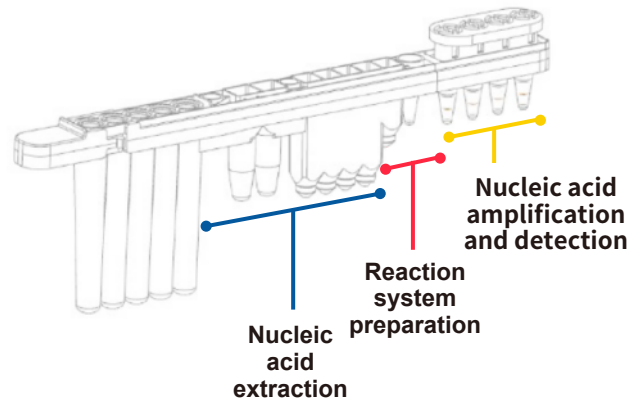 Nucleic acid
amplification
and detection
Reaction
system
preparation
Nucleic
acid
extraction